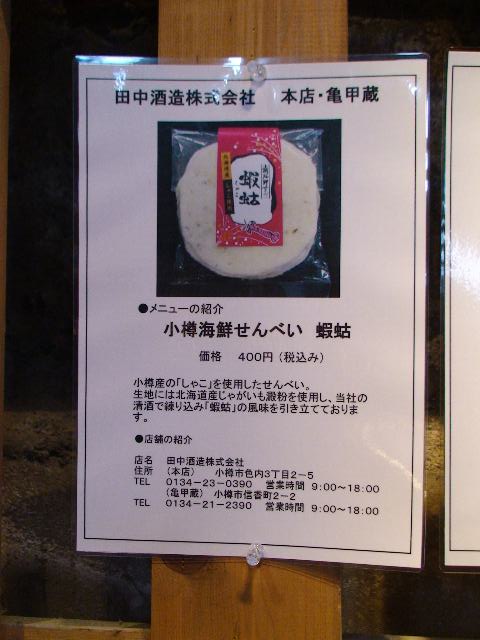 田中酒造株式会社　本店・亀甲蔵
蝦蛄
●メニューの紹介
小樽海鮮せんべい　蝦蛄
価格　400円（税込み）
小樽産の「しゃこ」を使用したせんべい。
生地には北海道産じゃがいも澱粉を使用し、当社の
清酒で練り込み「蝦蛄」の風味を引き立てておりま
す。
●店舗の紹介
店名　田中酒造株式会社
住所　（本店）　小樽市色内3丁目2－5
TEL　0134－23－0390　営業時間　9:00～18:00
（亀甲蔵）　小樽市信香町2－2
TEL　0134－21－2390　営業時間　9:00～18:00